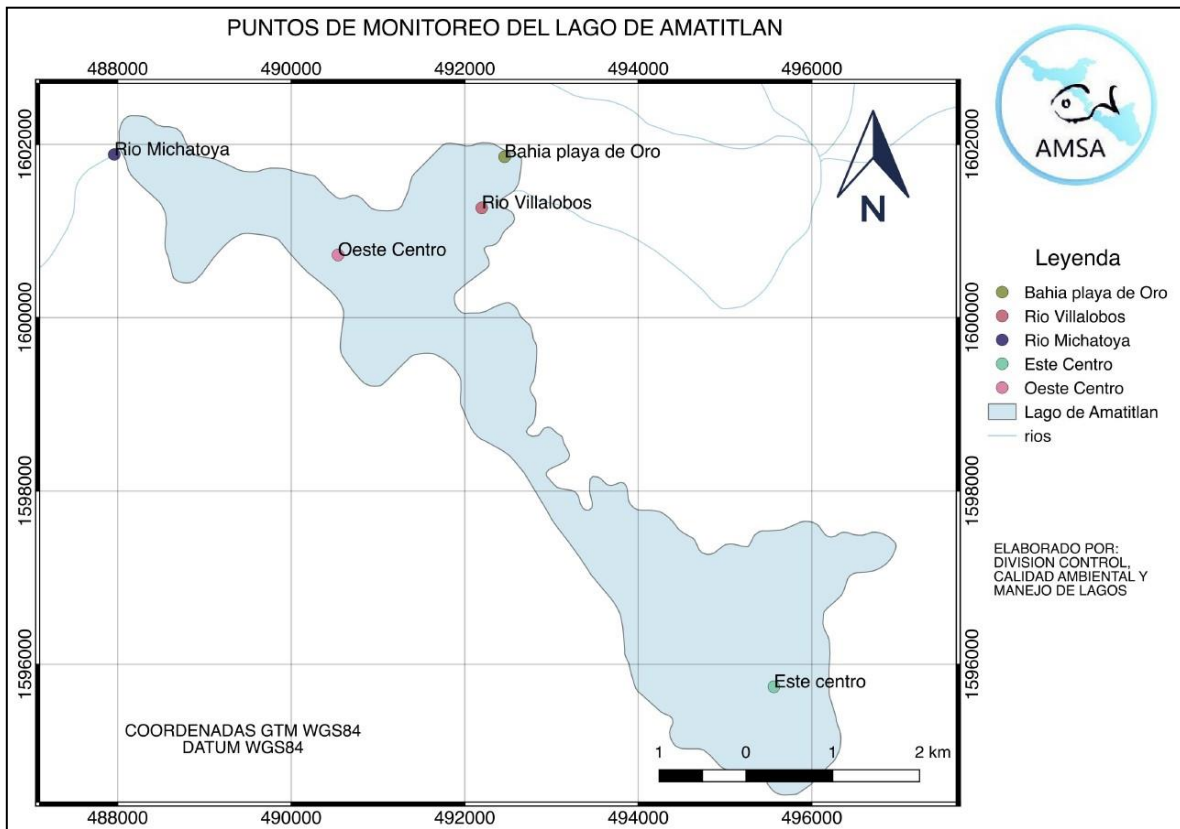 PUNTOS DE MONITOREO DEL LAGO DE AMATITLAN
488000 490000 492000 494000 496000
1602000 1602000
1600000 1600000
1598000 1598000
1596000 1596000
Rio Michatoya
Bahia playa de Oro
Rio Villalobos
Oeste Centro
Este centro
N
COORDENADAS GTM WGS84
DATUM WGS84
1 0 1 2 km
488000 490000 492000 494000 496000
AMSA
Leyenda
Bahia playa de Oro
Rio Villalobos
Rio Michatoya
Este Centro
Oeste Centro
Lago de Amatitlan
rios
ELABORADO POR:
DIVISION CONTROL,
CALIDAD AMBIENTAL Y
MANEJO DE LAGOS